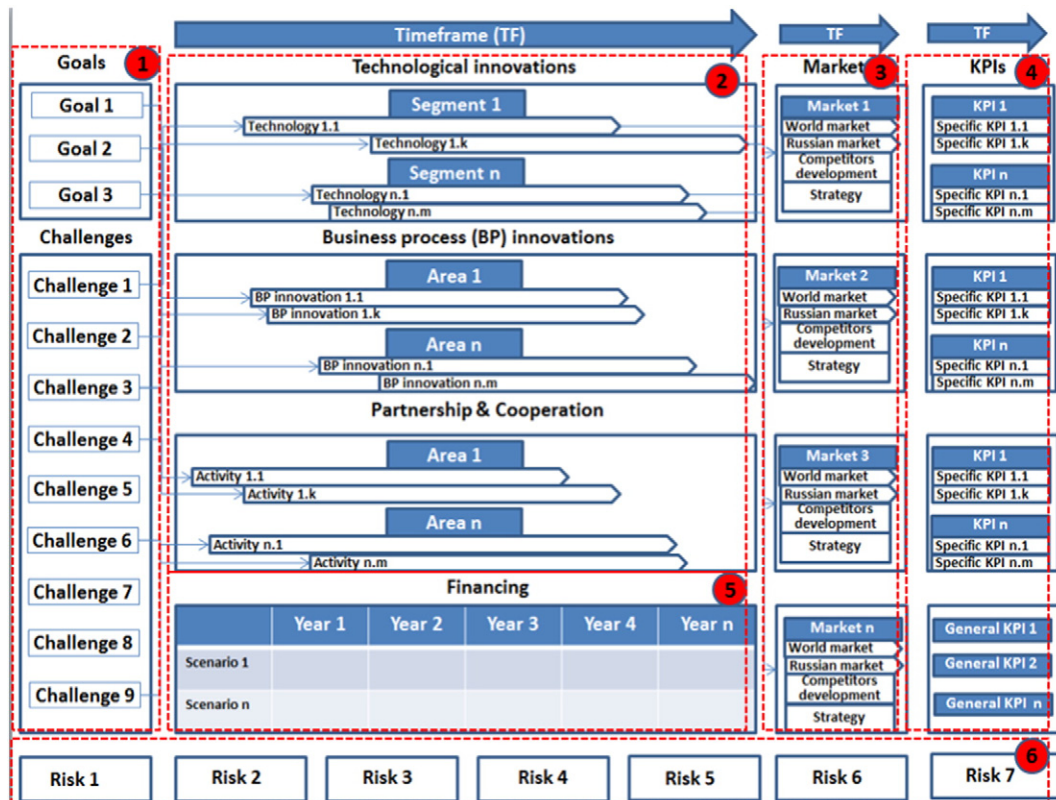 Timeframe (TF)
TF
TF
Goals
1
Goal 1
Goal 2
Goal 3
Challenges
Challenge 1
Challenge 2
Challenge 3
Challenge 4
Challenge 5
Challenge 6
Challenge 7
Challenge 8
Challenge 9
Technological innovations
2
Segment 1
Technology 1.1
Technology 1.k
Segment n
Technology n.1
Technology n.m
Business process (BP) innovations
Area 1
BP innovation 1.1
BP innovation 1.k
Area n
BP innovation n.1
BP innovation n.m
Partnership & Cooperation
Area 1
Activity 1.1
Activity 1.k
Area n
Activity n.1
Activity n.m
Financing
5
Year 1 Year 2 Year 3 Year 4 Year n
Scenario 1
Scenario n
Market
3
Market 1
World market
Russian market
Competitors
development
Strategy
Market 2
World market
Russian market
Competitors
development
Strategy
Market 3
World market
Russian market
Competitors
development
Strategy
Market n
World market
Russian market
Competitors
development
Strategy
KPIs
4
KPI 1
Specific KPI 1.1
Specific KPI 1.k
KPI n
Specific KPI n.1
Specific KPI n.m
KPI 1
Specific KPI 1.1
Specific KPI 1.k
KPI n
Specific KPI n.1
Specific KPI n.m
KPI 1
Specific KPI 1.1
Specific KPI 1.k
KPI n
Specific KPI n.1
Specific KPI n.m
General KPI 1
General KPI 2
General KPI n
6
Risk 1
Risk 2
Risk 3
Risk 4
Risk 5
Risk 6
Risk 7